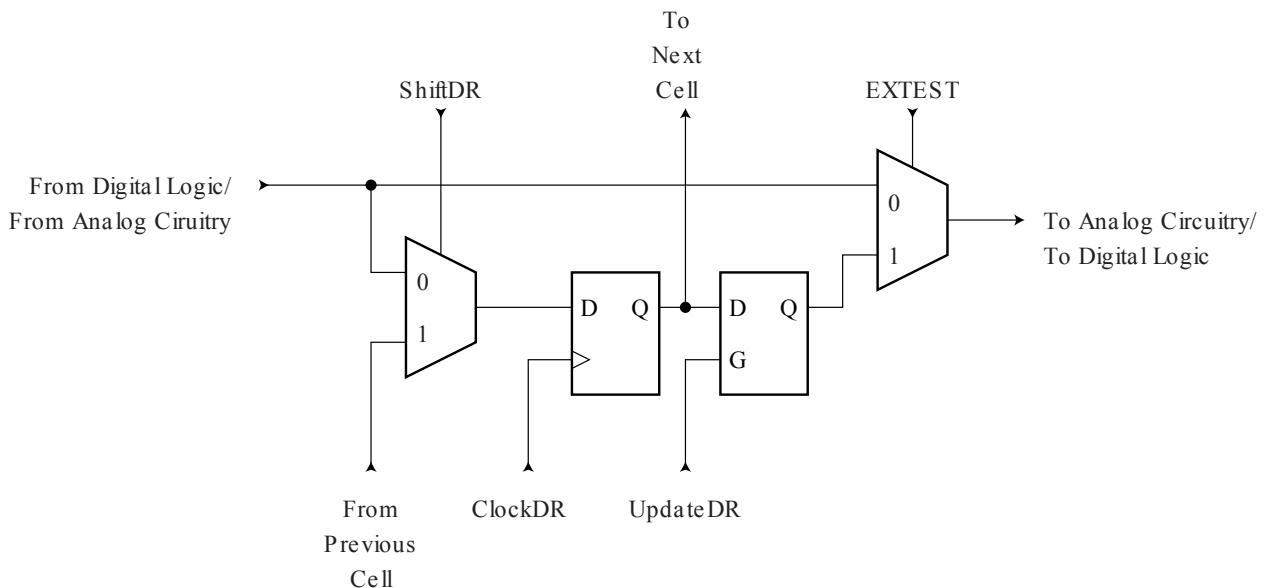 To
Next
Cell
ShiftDR
EXTEST
From Digital Logic/
From Analog Ciruitry
0
1
D Q
D Q
G
0
1
To Analog Circuitry/
To Digital Logic
From
Previous
Cell
ClockDR
UpdateDR